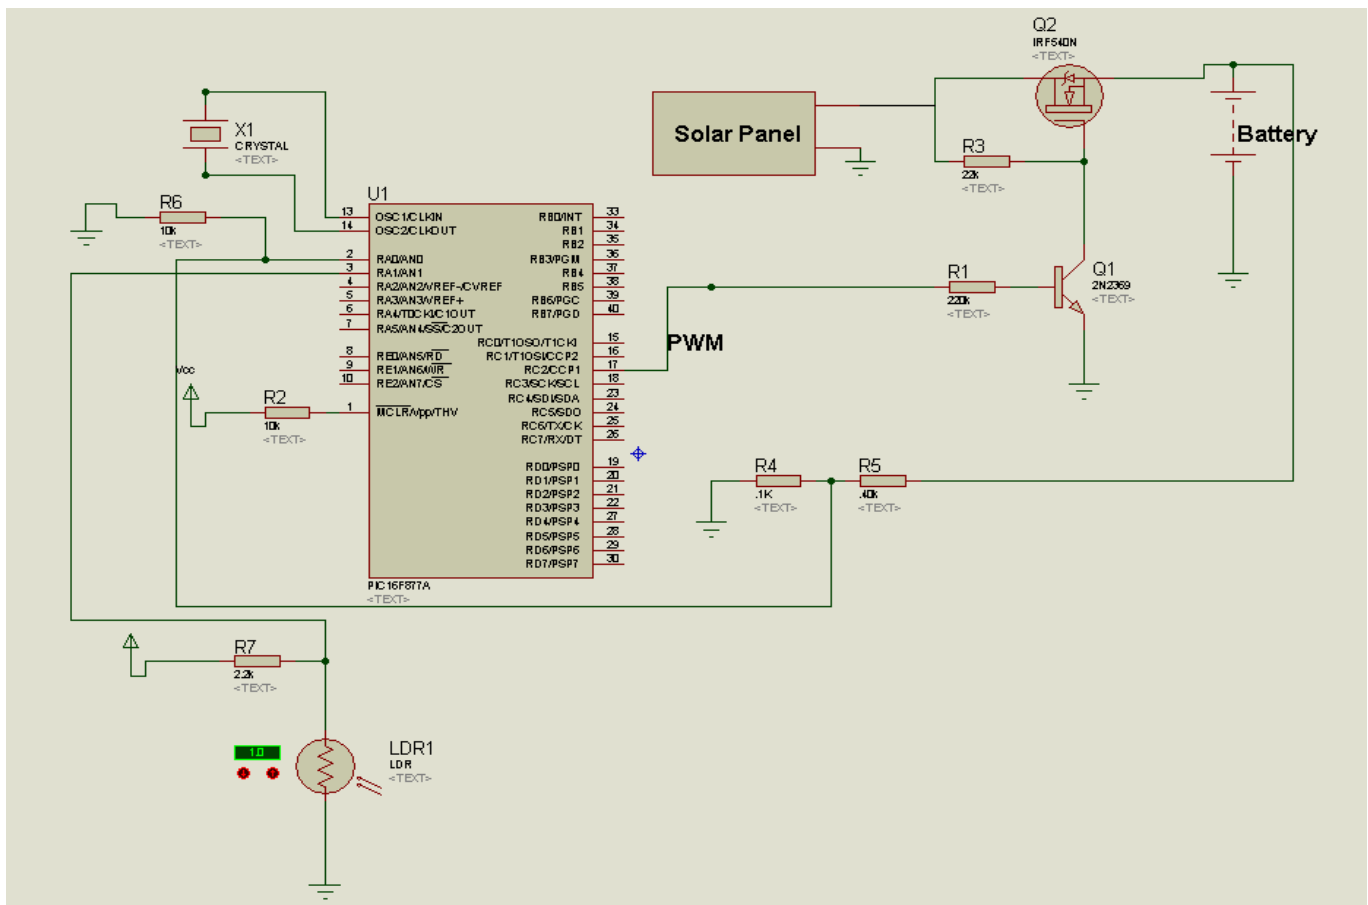 Q2
IRF540N
<TEXT>
X1
CRYSTAL
<TEXT>
Solar Panel
Battery
R3
22k
<TEXT>
U1
R6
10k
<TEXT>
13 OSC1/CLKIN
14 OSC2/CLKOUT
2 RA0/AN0
3 RA1/AN1
4 RA2/AN2/VREF-/CVREF
5 RA3/AN3/VREF+
6 RA4/T0CKI/C1OUT
7 RA5/AN4/SS/C2OUT
8 RE0/AN5/RD
9 RE1/AN6/WR
10 RE2/AN7/CS
1 MCLR/Vpp/THV
RB0/INT 33
RB1 34
RB2 35
RB3/PGM 36
RB4 37
RB5 38
RB6/PGC 39
RB7/PGD 40
RC0/T1OSO/T1CKI 15
RC1/T1OSI/CCP2 16
RC2/CCP1 17
RC3/SCK/SCL 18
RC4/SDI/SDA 23
RC5/SDO 24
RC6/TX/CK 25
RC7/RX/DT 26
RD0/PSP0 19
RD1/PSP1 20
RD2/PSP2 21
RD3/PSP3 22
RD4/PSP4 27
RD5/PSP5 28
RD6/PSP6 29
RD7/PSP7 30
PIC16F877A
<TEXT>
Vcc
R2
10k
<TEXT>
PWM
R1
220k
<TEXT>
Q1
2N2369
<TEXT>
R4
.1K
<TEXT>
R5
.40k
<TEXT>
R7
2.2k
<TEXT>
1.0
LDR1
LDR
<TEXT>